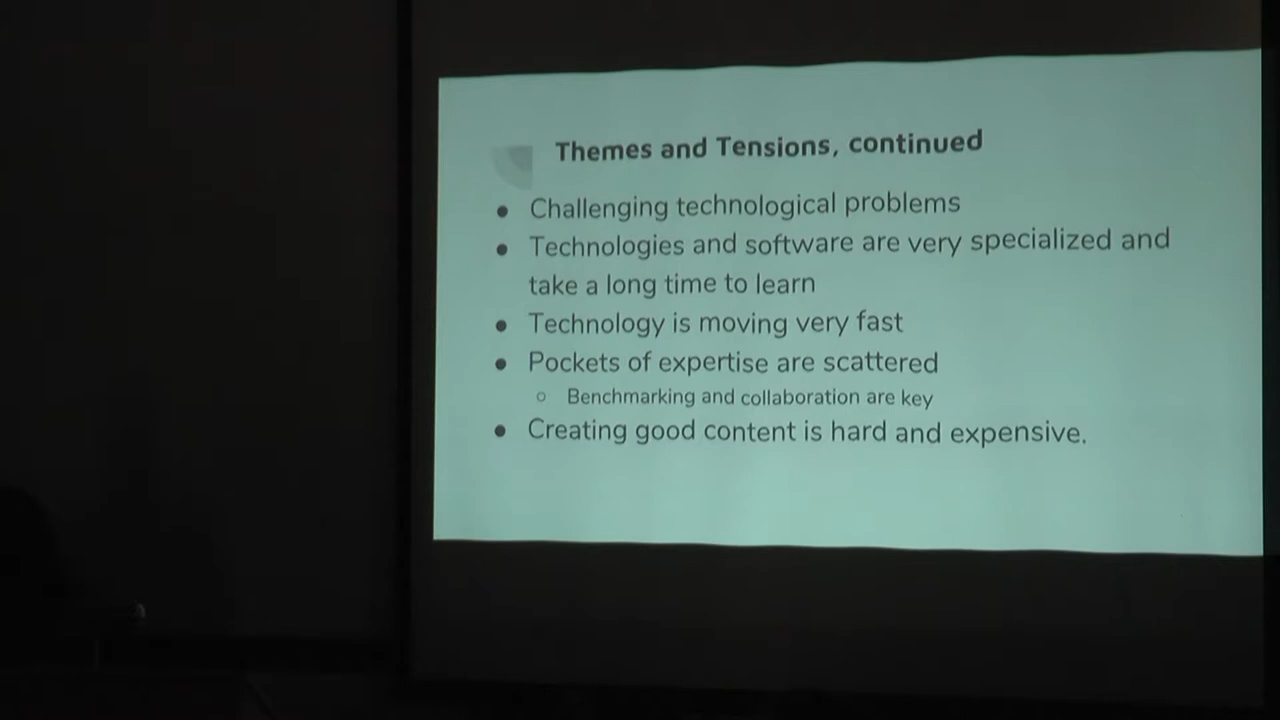 Themes and Tensions, continued
● Challenging technological problems
● Technologies and software are very specialized and
take a long time to learn
● Technology is moving very fast
● Pockets of expertise are scattered
○ Benchmarking and collaboration are key
● Creating good content is hard and expensive.